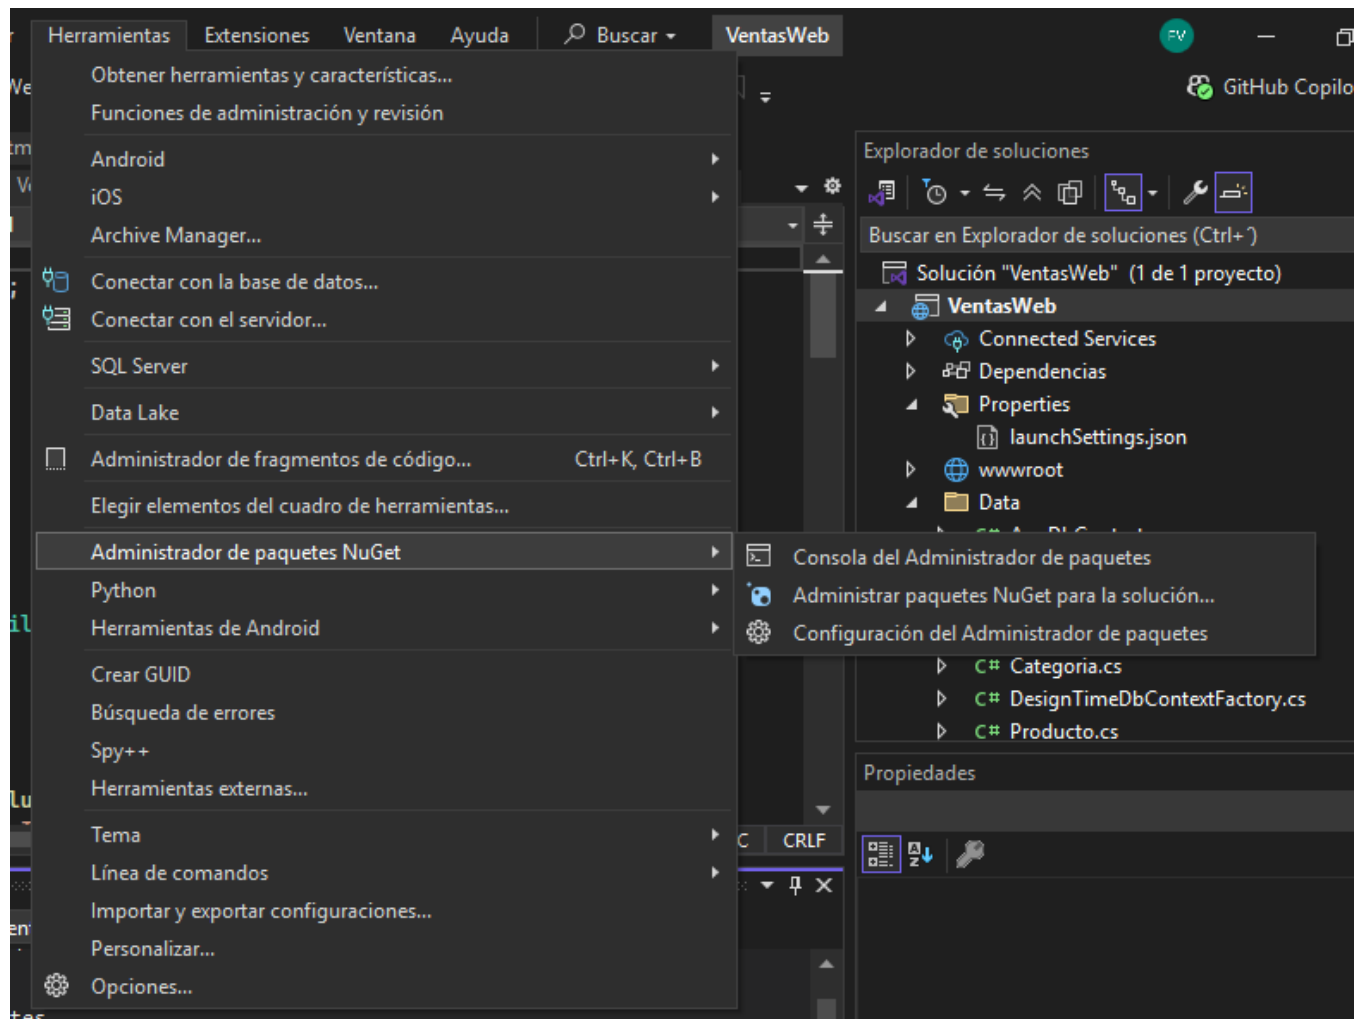 Herramientas Extensiones Ventana Ayuda Buscar VentasWeb FV
GitHub Copilo
Obtener herramientas y características...
Funciones de administración y revisión
Android
iOS
Archive Manager...
Conectar con la base de datos...
Conectar con el servidor...
SQL Server
Data Lake
Administrador de fragmentos de código... Ctrl+K, Ctrl+B
Elegir elementos del cuadro de herramientas...
Administrador de paquetes NuGet
Python
Herramientas de Android
Crear GUID
Búsqueda de errores
Spy++
Herramientas externas...
Tema
Línea de comandos
Importar y exportar configuraciones...
Personalizar...
Opciones...
Consola del Administrador de paquetes
Administrar paquetes NuGet para la solución...
Configuración del Administrador de paquetes
CRLF
Explorador de soluciones
Buscar en Explorador de soluciones (Ctrl+´)
Solución "VentasWeb" (1 de 1 proyecto)
VentasWeb
Connected Services
Dependencias
Properties
launchSettings.json
wwwroot
Data
C# Categoria.cs
C# DesignTimeDbContextFactory.cs
C# Producto.cs
Propiedades